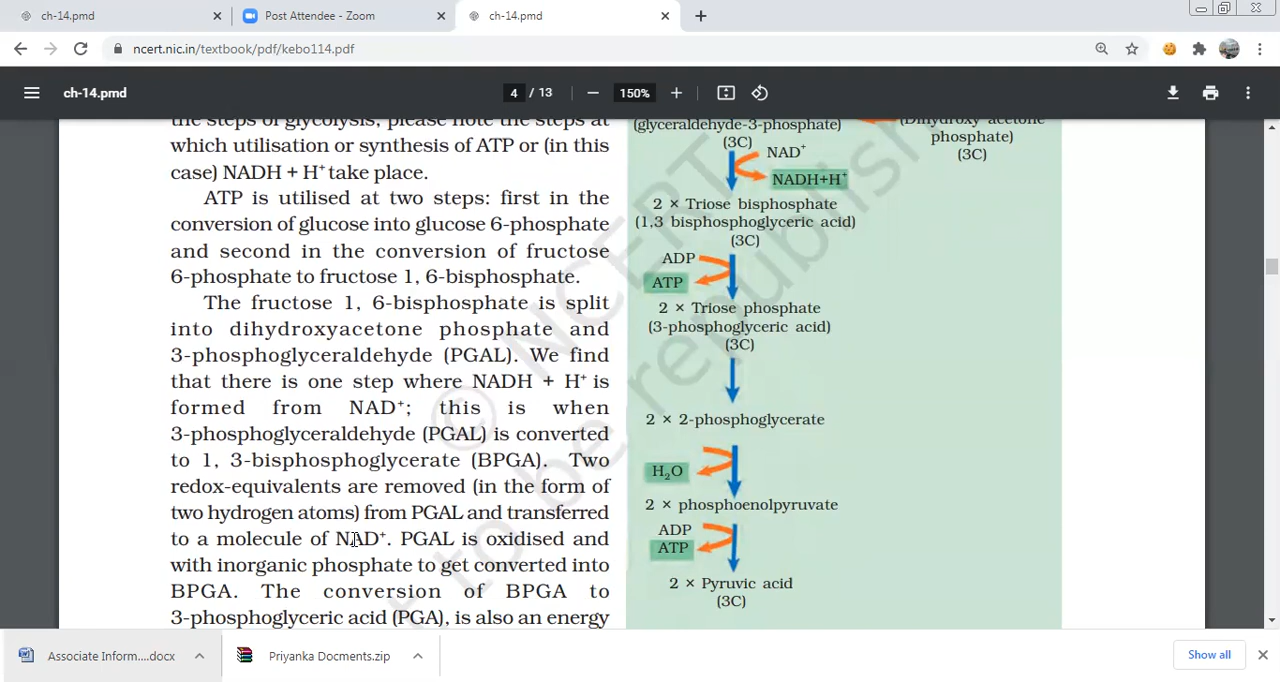 ch-14.pmd
Post Attendee - Zoom
ch-14.pmd
ncert.nic.in/textbook/pdf/kebo114.pdf
ch-14.pmd
4 / 13
150%
the steps of glycolysis, please note the steps at
which utilisation or synthesis of ATP or (in this
case) NADH + H⁺ take place.
ATP is utilised at two steps: first in the
conversion of glucose into glucose 6-phosphate
and second in the conversion of fructose
6-phosphate to fructose 1, 6-bisphosphate.
The fructose 1, 6-bisphosphate is split
into dihydroxyacetone phosphate and
3-phosphoglyceraldehyde (PGAL). We find
that there is one step where NADH + H⁺ is
formed from NAD⁺; this is when
3-phosphoglyceraldehyde (PGAL) is converted
to 1, 3-bisphosphoglycerate (BPGA). Two
redox-equivalents are removed (in the form of
two hydrogen atoms) from PGAL and transferred
to a molecule of NAD⁺. PGAL is oxidised and
with inorganic phosphate to get converted into
BPGA. The conversion of BPGA to
3-phosphoglyceric acid (PGA), is also an energy
(glyceraldehyde-3-phosphate)
(3C)
(Dihydroxy acetone
phosphate)
(3C)
NAD⁺
NADH+H⁺
2 × Triose bisphosphate
(1,3 bisphosphoglyceric acid)
(3C)
ADP
ATP
2 × Triose phosphate
(3-phosphoglyceric acid)
(3C)
2 × 2-phosphoglycerate
H₂O
2 × phosphoenolpyruvate
ADP
ATP
2 × Pyruvic acid
(3C)
© NCERT
to be republish
Associate Inform....docx
Priyanka Docments.zip
Show all